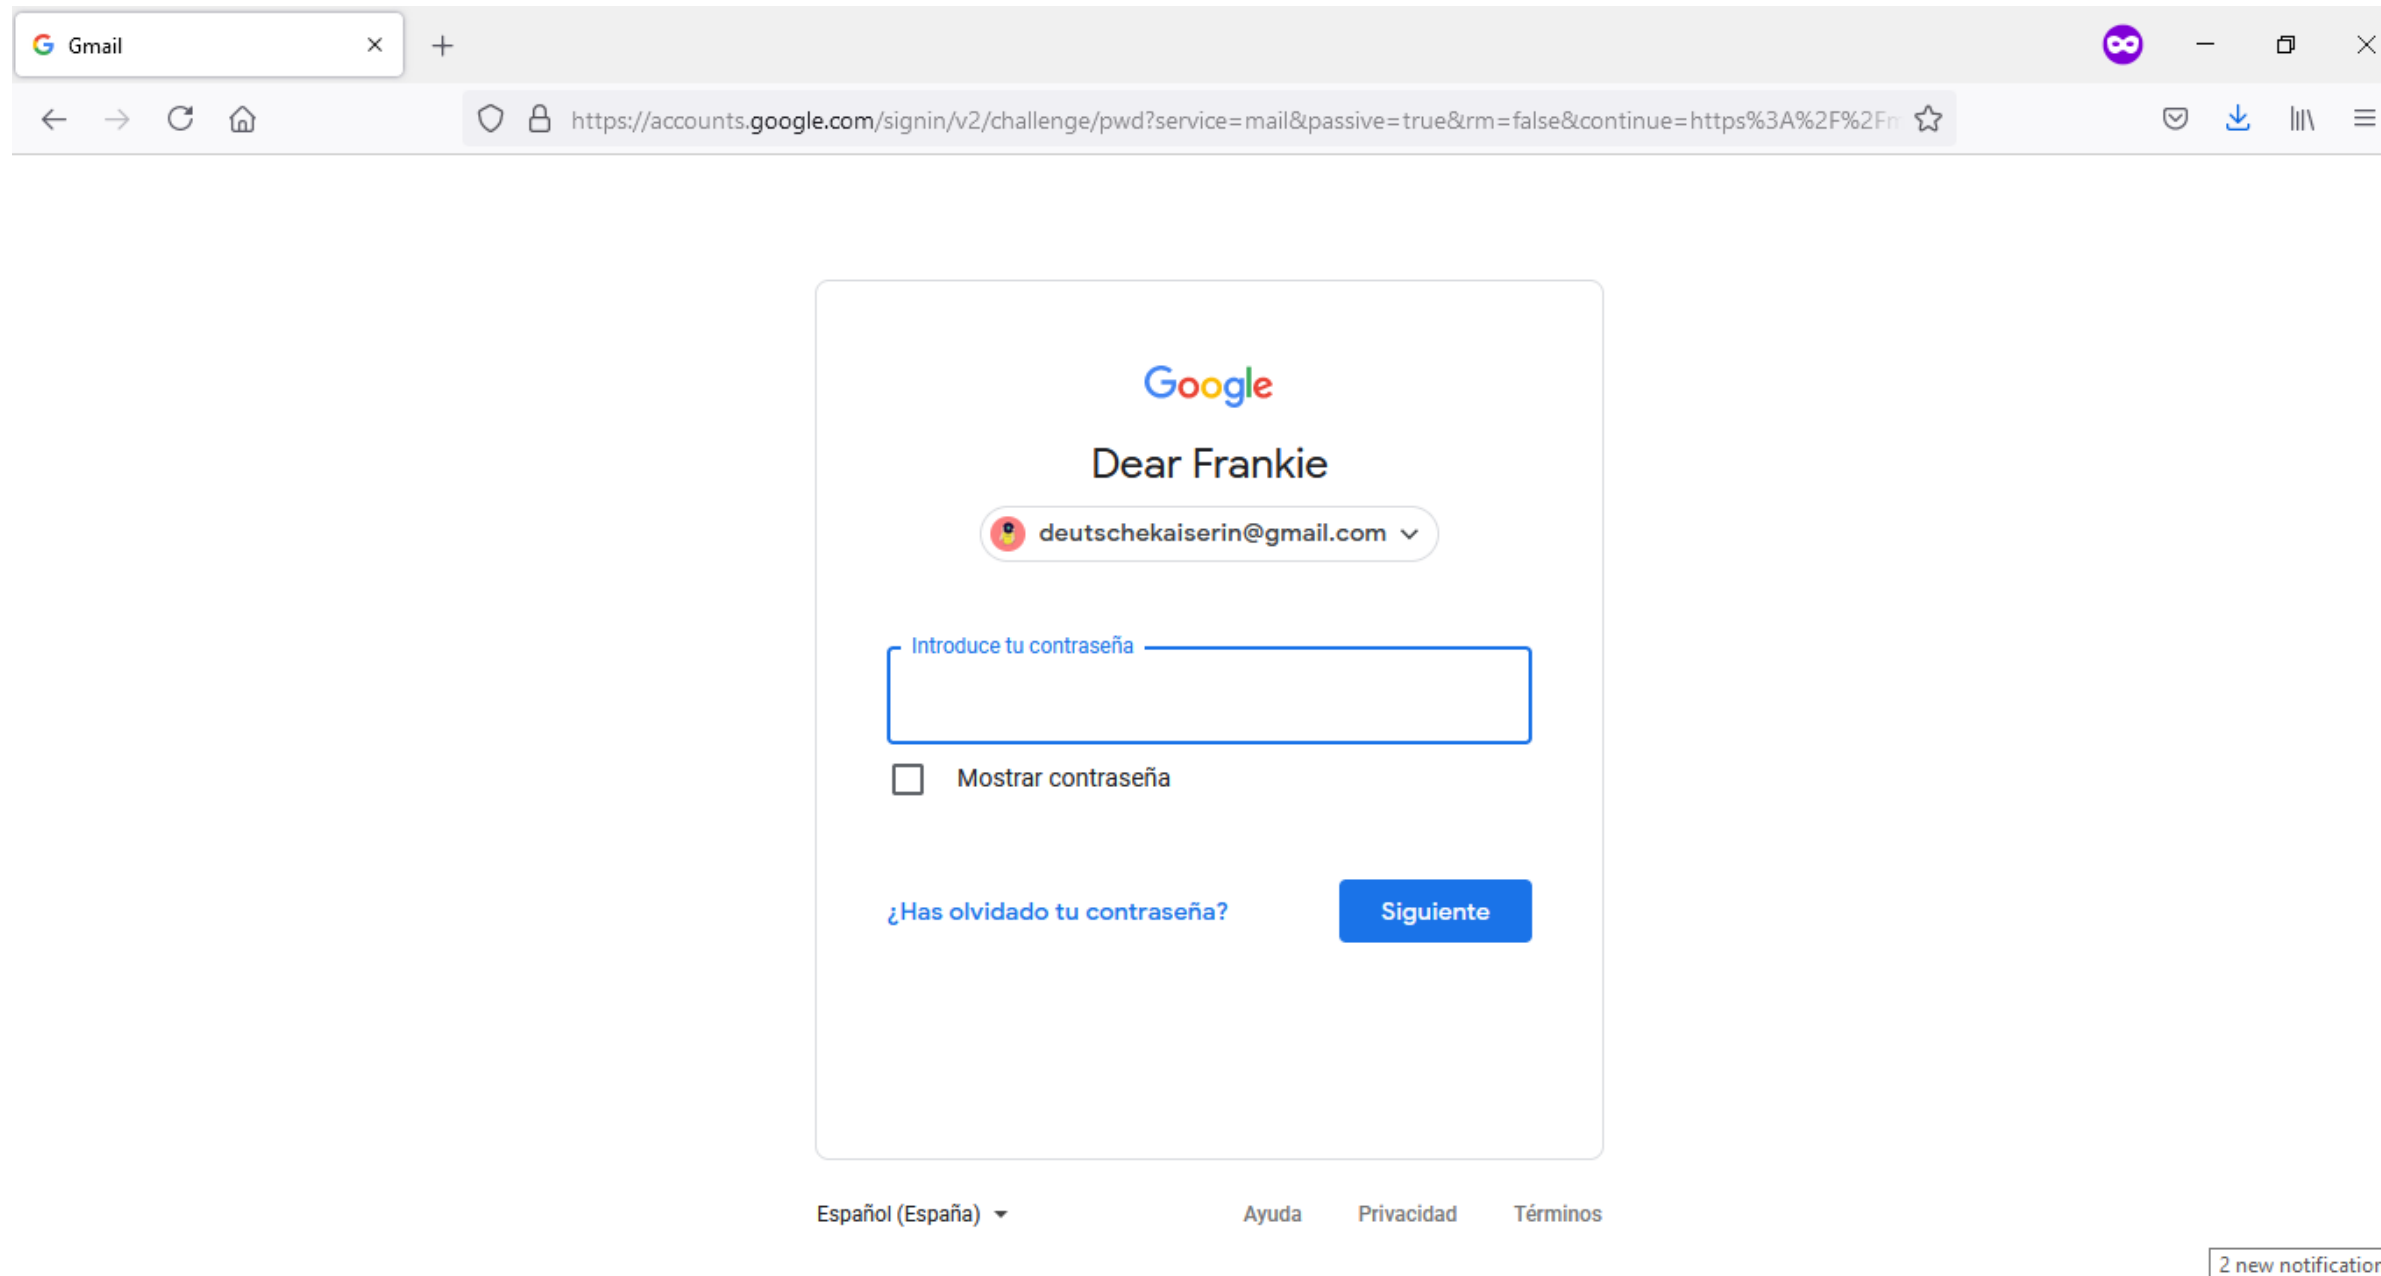 Gmail
https://accounts.google.com/signin/v2/challenge/pwd?service=mail&passive=true&rm=false&continue=https%3A%2F%2Fm
Google
Dear Frankie
deutschekaiserin@gmail.com
Introduce tu contraseña
Mostrar contraseña
¿Has olvidado tu contraseña?
Siguiente
Español (España)
Ayuda
Privacidad
Términos
2 new notification